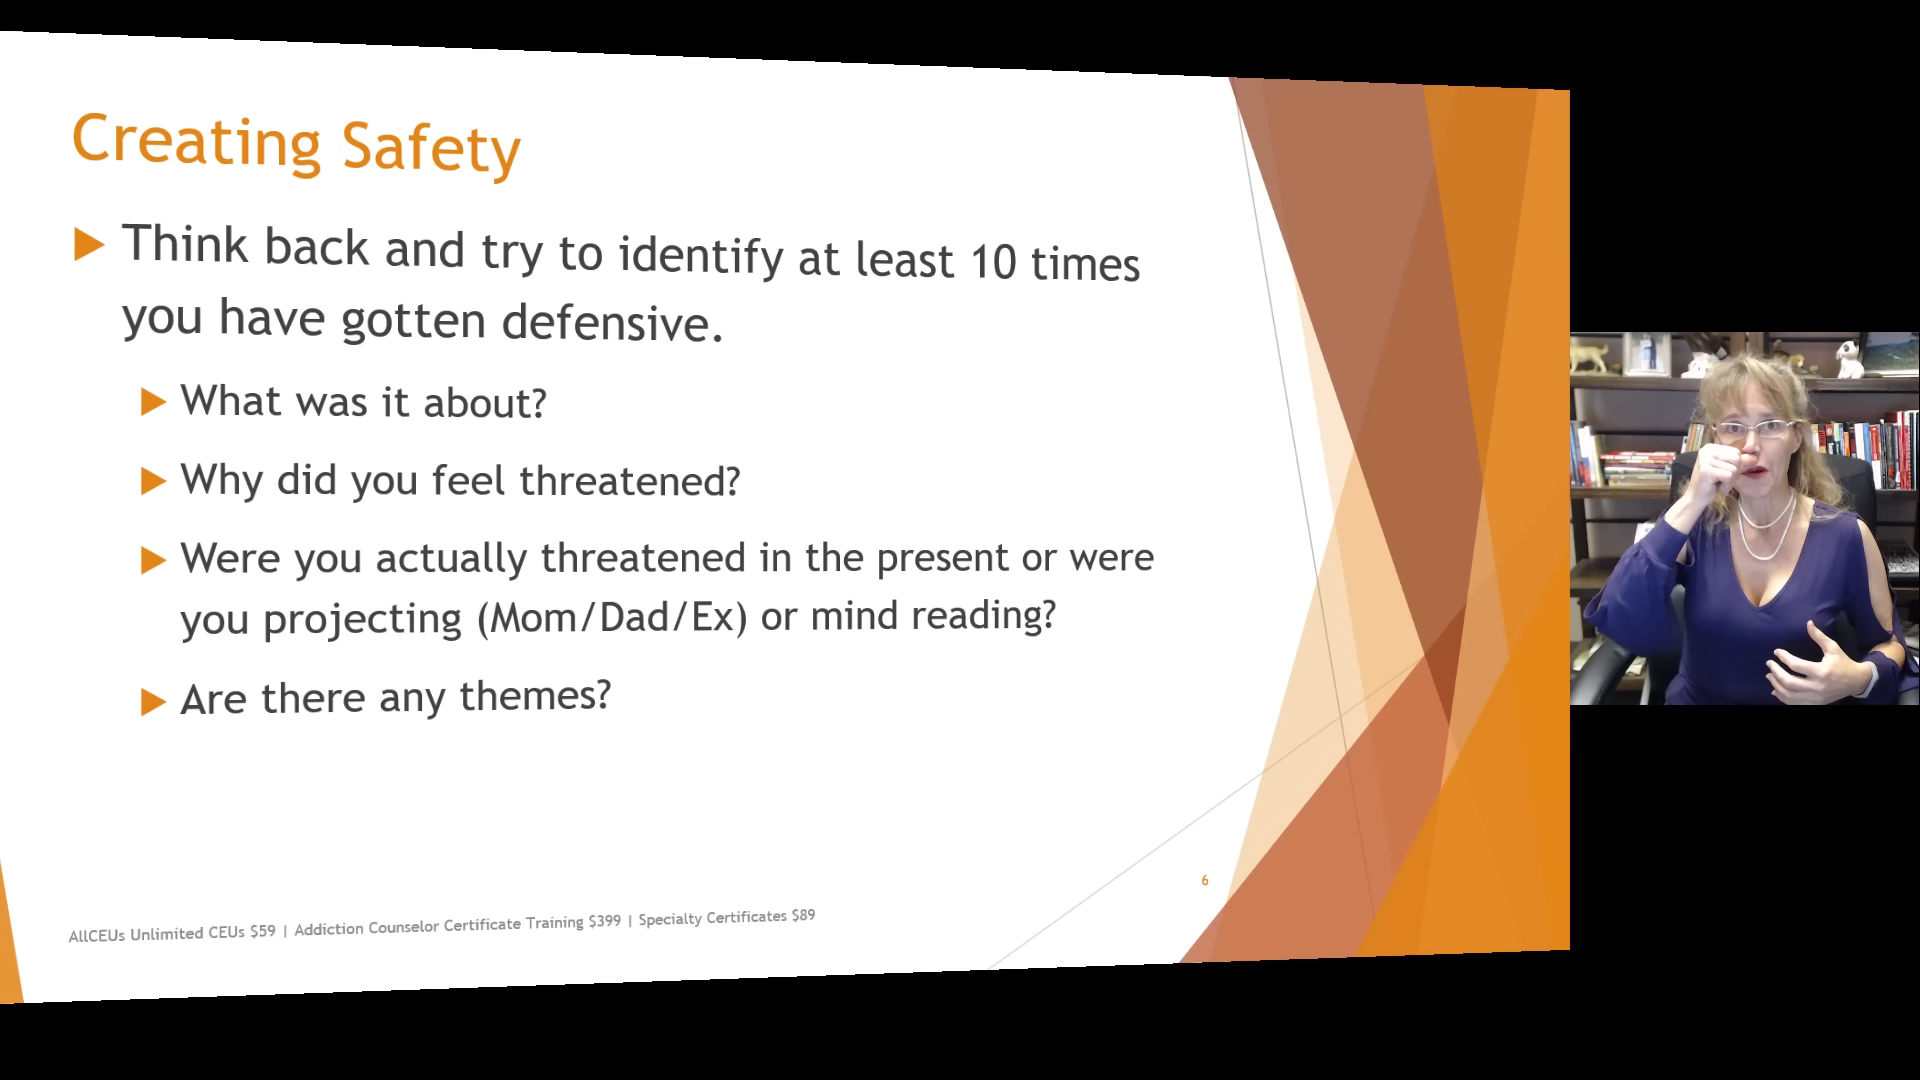 Creating Safety
Think back and try to identify at least 10 times
you have gotten defensive.
What was it about?
Why did you feel threatened?
Were you actually threatened in the present or were
you projecting (Mom/Dad/Ex) or mind reading?
Are there any themes?
6
AllCEUs Unlimited CEUs $59 | Addiction Counselor Certificate Training $399 | Specialty Certificates $89